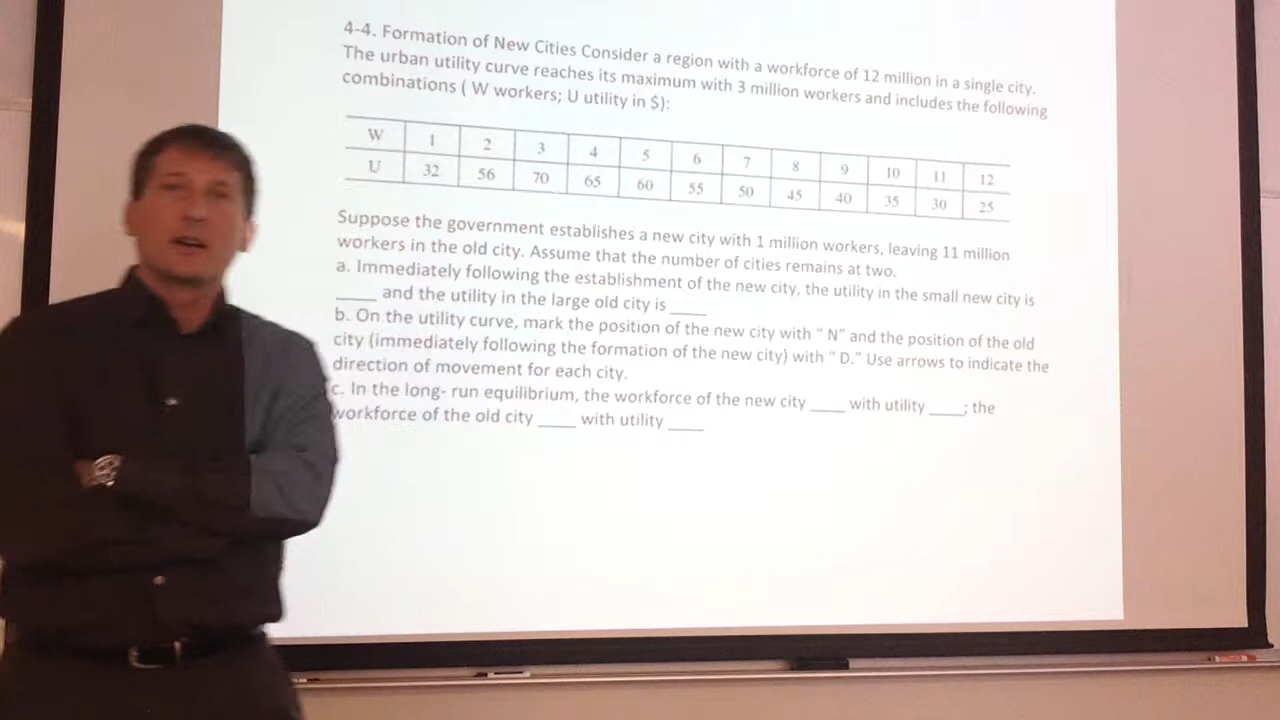 4-4. Formation of New Cities Consider a region with a workforce of 12 million in a single city.
The urban utility curve reaches its maximum with 3 million workers and includes the following
combinations ( W workers; U utility in $):
W 1 2 3 4 5 6 7 8 9 10 11 12
U 32 56 70 65 60 55 50 45 40 35 30 25
Suppose the government establishes a new city with 1 million workers, leaving 11 million
workers in the old city. Assume that the number of cities remains at two.
a. Immediately following the establishment of the new city, the utility in the small new city is
____ and the utility in the large old city is ____
b. On the utility curve, mark the position of the new city with " N" and the position of the old
city (immediately following the formation of the new city) with " D." Use arrows to indicate the
direction of movement for each city.
c. In the long- run equilibrium, the workforce of the new city ____ with utility ____; the
workforce of the old city ____ with utility ____